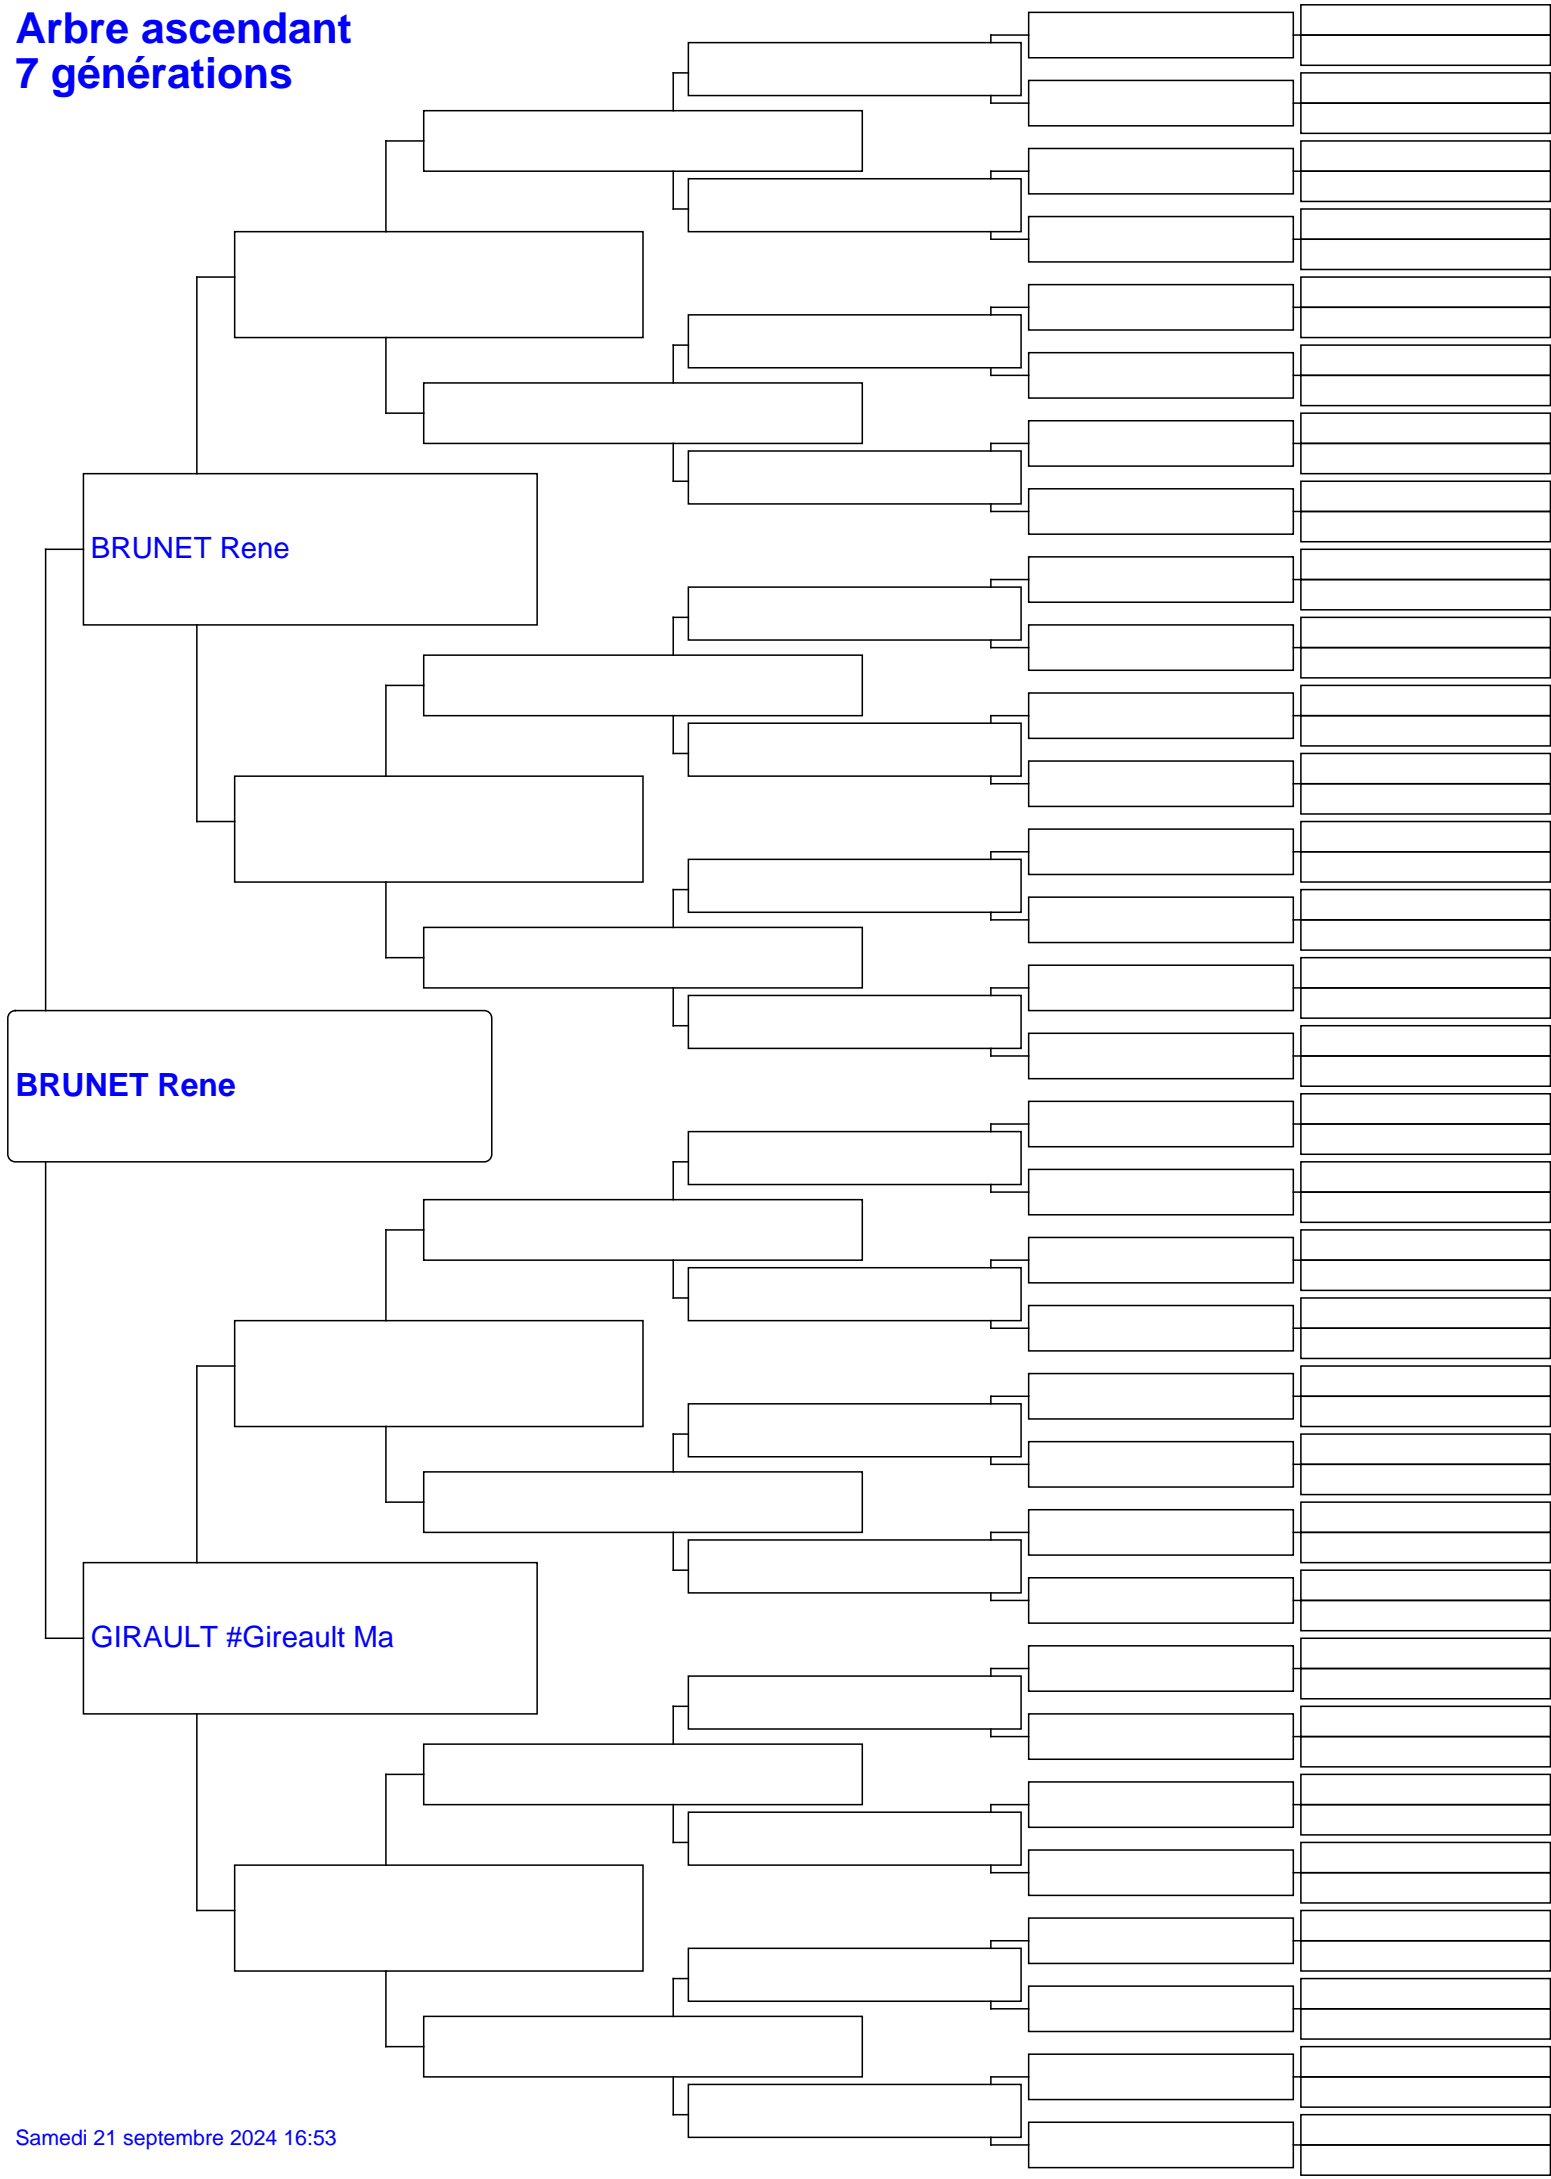 Arbre ascendant
7 générations
BRUNET Rene
BRUNET Rene
GIRAULT #Gireault Ma
Samedi 21 septembre 2024 16:53